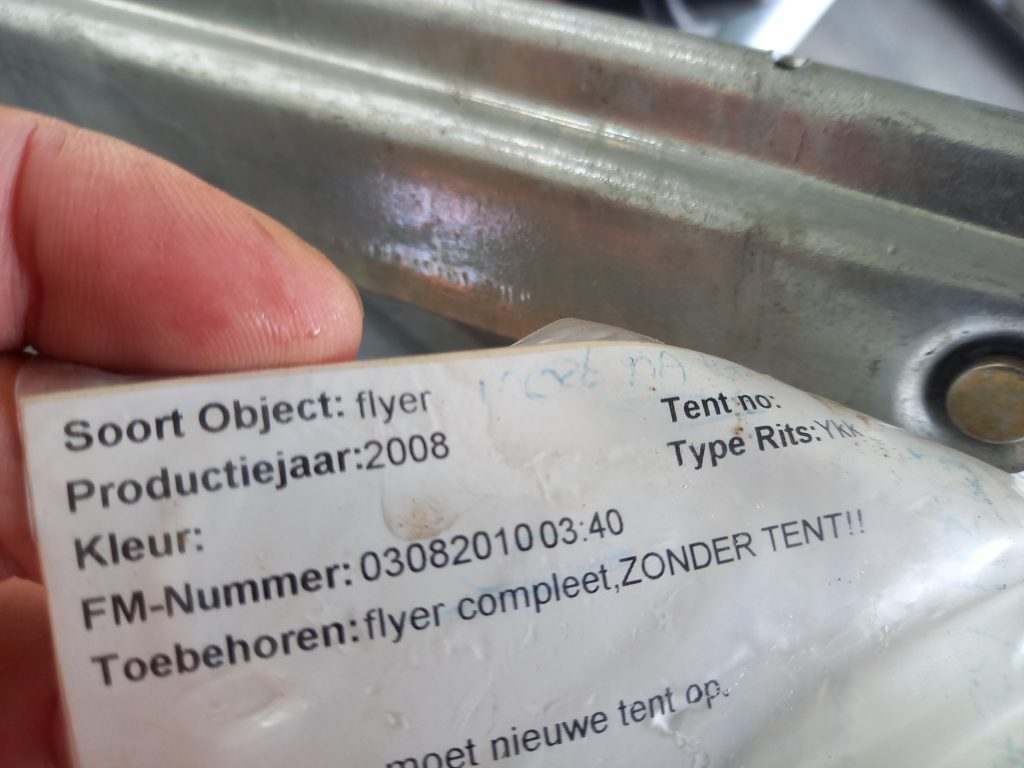 Soort Object: flyer
Productiejaar:2008
Kleur:
FM-Nummer: 0308201003:40
Toebehoren:flyer compleet,ZONDER TENT!!
Tent no:
Type Rits:Ykk
moet nieuwe tent op.